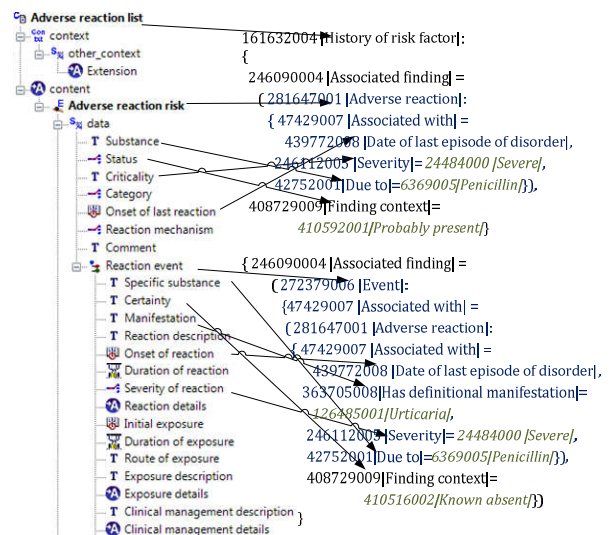 Adverse reaction list
context
other_context
Extension
content
Adverse reaction risk
data
Substance
Status
Criticality
Category
Onset of last reaction
Reaction mechanism
Comment
Reaction event
Specific substance
Certainty
Manifestation
Reaction description
Onset of reaction
Duration of reaction
Severity of reaction
Reaction details
Initial exposure
Duration of exposure
Route of exposure
Exposure description
Exposure details
Clinical management description
Clinical management details
161632004|History of risk factor|:
{
246090004 |Associated finding| =
( 281647001 |Adverse reaction|:
{ 47429007 |Associated with| =
439772008 |Date of last episode of disorder|,
246112005 |Severity|= 24484000 |Severe|,
42752001|Due to|=6369005|Penicillin|}),
408729009|Finding context|=
410592001|Probably present|}
{ 246090004 |Associated finding| =
( 272379006 |Event|:
{47429007 |Associated with| =
(281647001 |Adverse reaction|:
{ 47429007 |Associated with| =
439772008 |Date of last episode of disorder|,
363705008|Has definitional manifestation|=
126485001|Urticaria|,
246112005 |Severity|= 24484000 |Severe|,
42752001|Due to|=6369005|Penicillin|}),
408729009|Finding context|=
410516002|Known absent|})
}